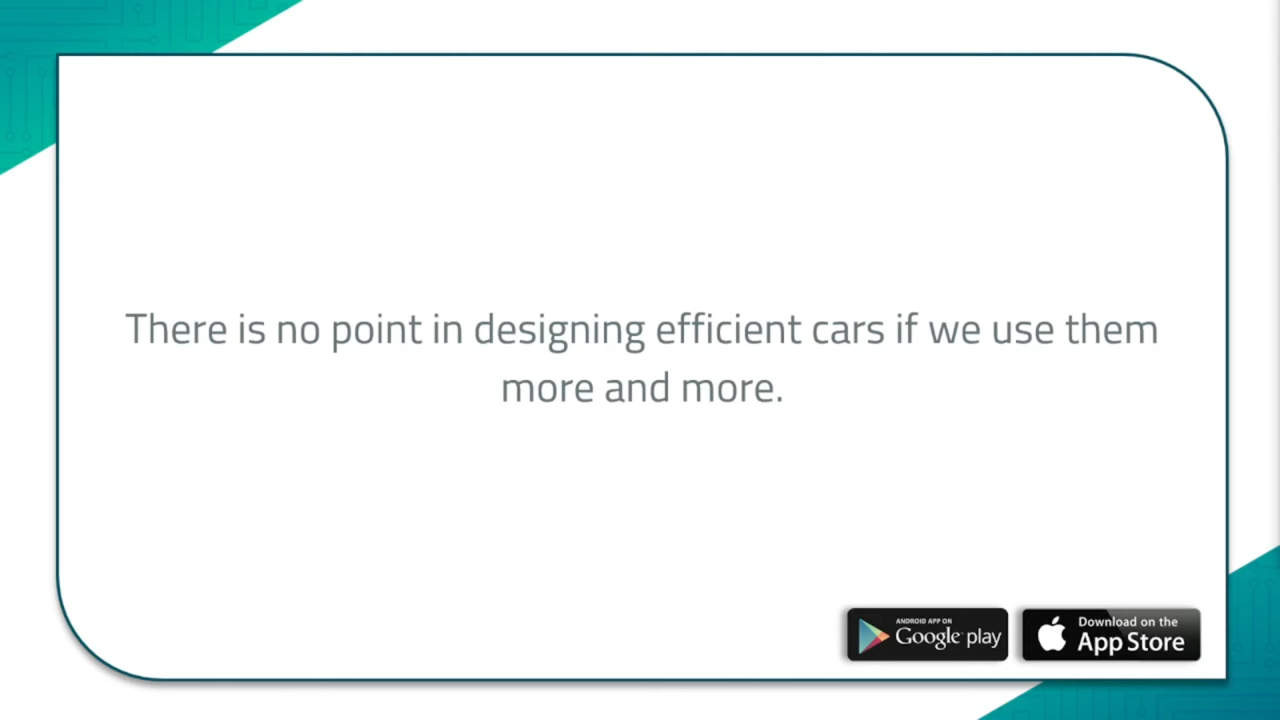 There is no point in designing efficient cars if we use them
more and more.
ANDROID APP ON
Google play
Download on the
App Store